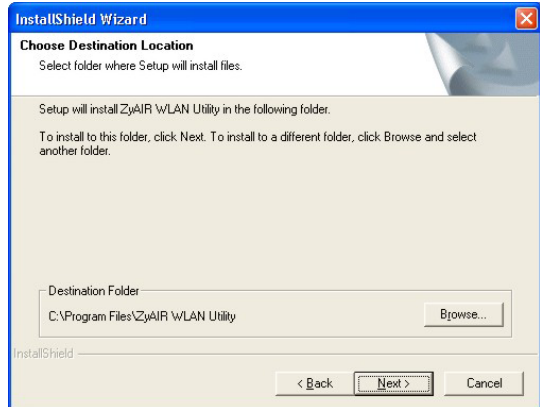 InstallShield Wizard
Choose Destination Location
Select folder where Setup will install files.
Setup will install ZyAIR WLAN Utility in the following folder.
To install to this folder, click Next. To install to a different folder, click Browse and select
another folder.
Destination Folder
C:\Program Files\ZyAIR WLAN Utility
Browse...
InstallShield
< Back
Next >
Cancel